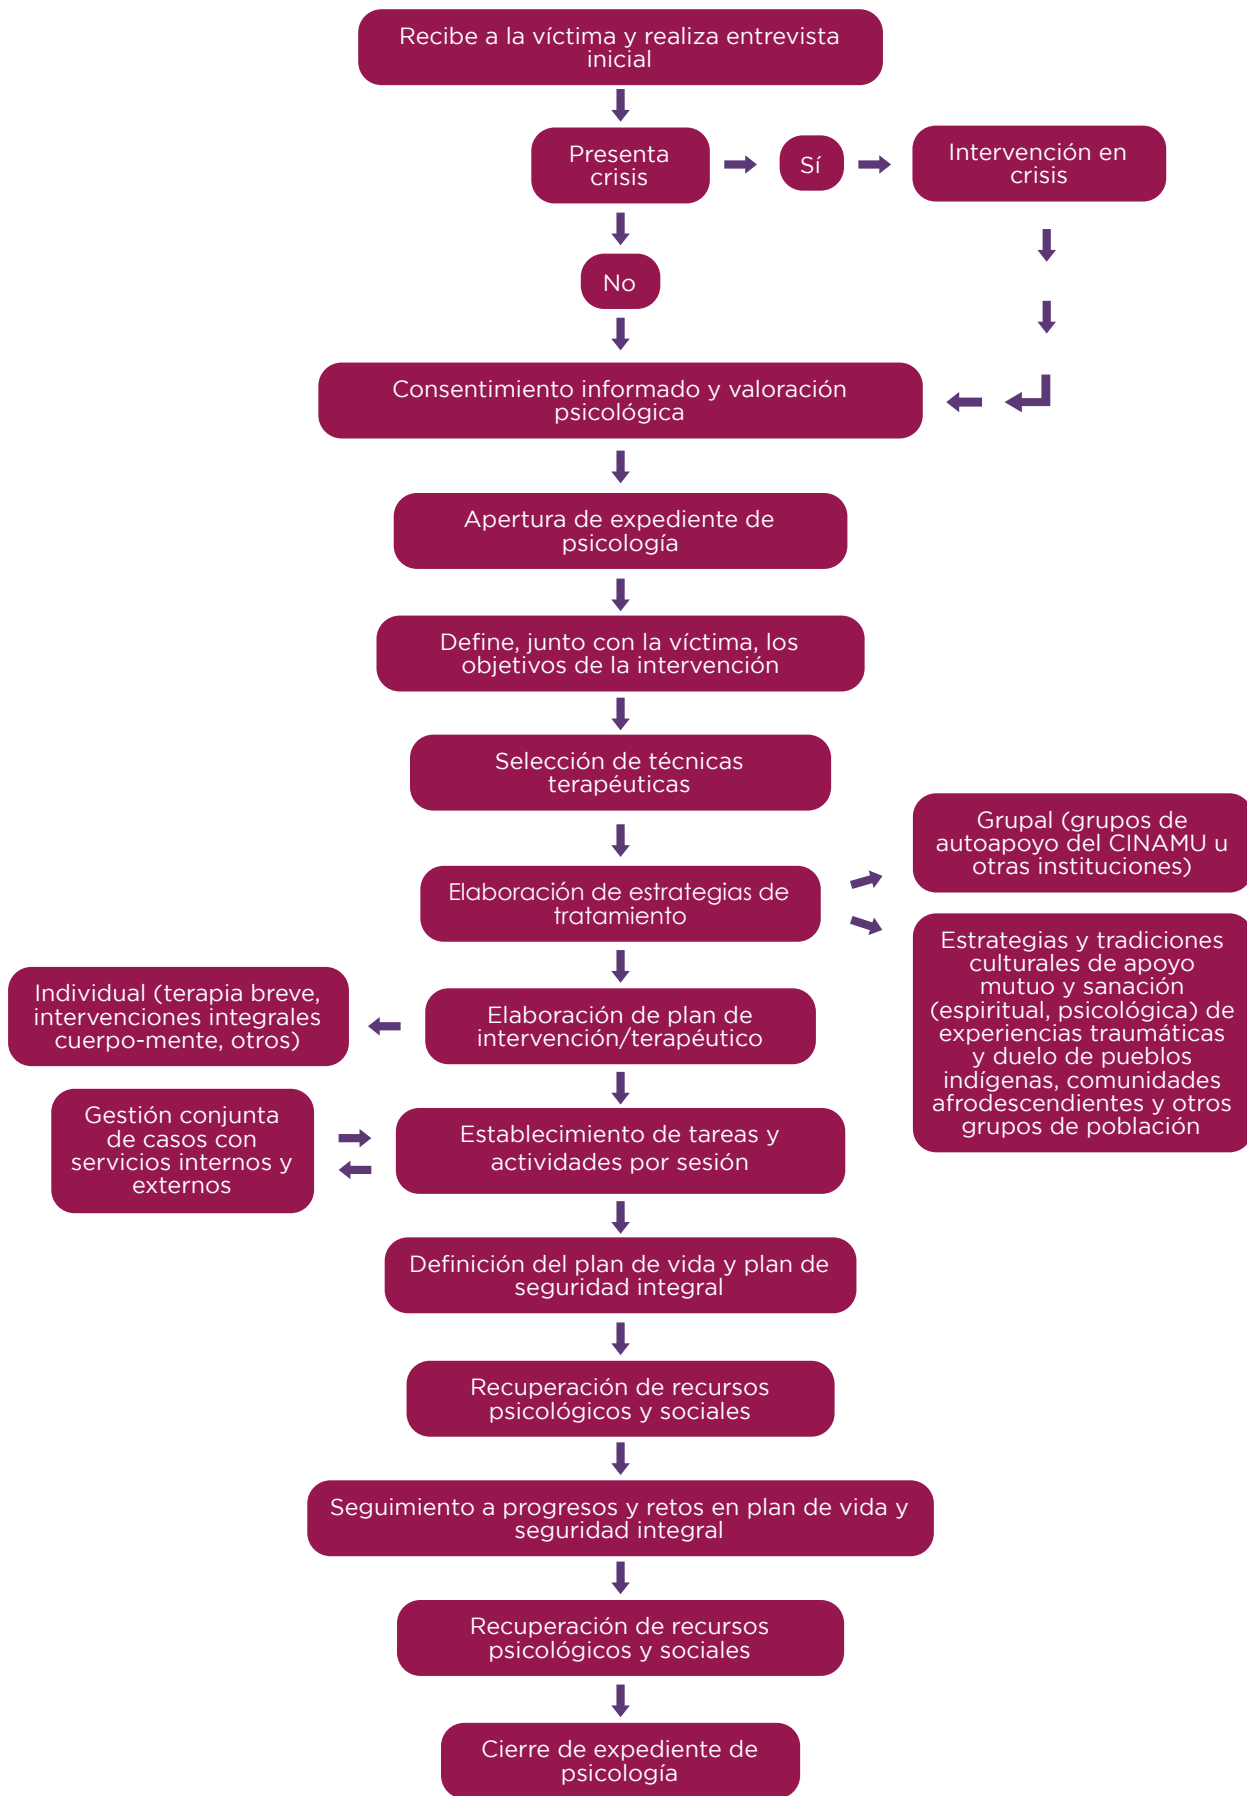 Recibe a la víctima y realiza entrevista
inicial
Presenta
crisis
Sí
Intervención en
crisis
No
Consentimiento informado y valoración
psicológica
Apertura de expediente de
psicología
Define, junto con la víctima, los
objetivos de la intervención
Selección de técnicas
terapéuticas
Grupal (grupos de
autoapoyo del CINAMU u
otras instituciones)
Elaboración de estrategias de
tratamiento
Estrategias y tradiciones
culturales de apoyo
mutuo y sanación
(espiritual, psicológica) de
experiencias traumáticas
y duelo de pueblos
indígenas, comunidades
afrodescendientes y otros
grupos de población
Individual (terapia breve,
intervenciones integrales
cuerpo-mente, otros)
Elaboración de plan de
intervención/terapéutico
Gestión conjunta
de casos con
servicios internos y
externos
Establecimiento de tareas y
actividades por sesión
Definición del plan de vida y plan de
seguridad integral
Recuperación de recursos
psicológicos y sociales
Seguimiento a progresos y retos en plan de vida y
seguridad integral
Recuperación de recursos
psicológicos y sociales
Cierre de expediente de
psicología